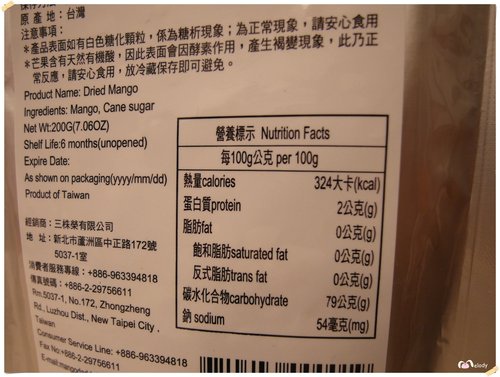 原 產 地：台灣
注意事項：
＊產品表面如有白色糖化顆粒，係為糖析現象；為正常現象，請安心食用
＊芒果含有天然有機酸，因此表面會因酵素作用，產生褐變現象，此乃正
常反應，請安心食用，放冷藏保存即可避免。
Product Name: Dried Mango
Ingredients: Mango, Cane sugar
Net Wt:200G(7.06OZ)
Shelf Life:6 months(unopened)
Expire Date:
As shown on packaging(yyyy/mm/dd)
Product of Taiwan
經銷商：三株榮有限公司
地 址：新北市蘆洲區中正路172號
5037-1室
消費者服務專線：+886-963394818
傳真號碼：+886-2-29756611
Rm.5037-1, No.172, Zhongzheng
Rd., Luzhou Dist., New Taipei City ,
Taiwan
Consumer Service Line: +886-963394818
Fax No:+886-2-29756611
營養標示 Nutrition Facts
每100g公克 per 100g
熱量calories 324大卡(kcal)
蛋白質protein 2公克(g)
脂肪fat 0公克(g)
飽和脂肪saturated fat 0公克(g)
反式脂肪trans fat 0公克(g)
碳水化合物carbohydrate 79公克(g)
鈉 sodium 54毫克(mg)
melody